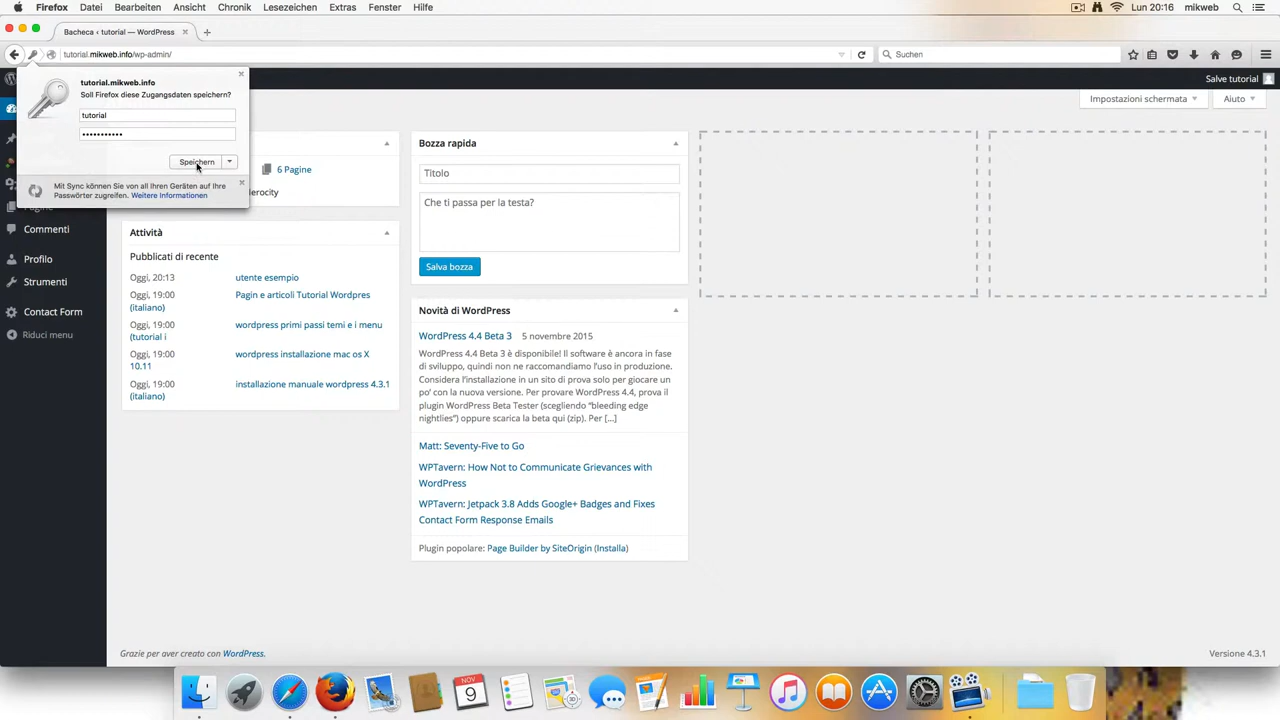 Firefox Ablage Bearbeiten Ansicht Chronik Lesezeichen Extras Fenster Hilfe Lun 20:16 mikweb
Bacheca ‹ tutorial — WordPress
tutorial.mikweb.info/wp-admin/ Suchen
Salve tutorial
tutorial.mikweb.info
Soll Firefox diese Zugangsdaten speichern?
tutorial
•••••••••••
Speichern
Mit Sync können Sie von all Ihren Geräten auf Ihre
Passwörter zugreifen. Weitere Informationen
Impostazioni schermata Aiuto
6 Pagine
Commenti
Profilo
Strumenti
Contact Form
Riduci menu
Attività
Pubblicati di recente
Oggi, 20:13 utente esempio
Oggi, 19:00 Pagin e articoli Tutorial Wordpres
(italiano)
Oggi, 19:00 wordpress primi passi temi e i menu
(tutorial i
Oggi, 19:00 wordpress installazione mac os X
10.11
Oggi, 19:00 installazione manuale wordpress 4.3.1
(italiano)
Bozza rapida
Titolo
Che ti passa per la testa?
Salva bozza
Novità di WordPress
WordPress 4.4 Beta 3 5 novembre 2015
WordPress 4.4 Beta 3 è disponibile! Il software è ancora in fase
di sviluppo, quindi non ne raccomandiamo l’uso in produzione.
Considera l’installazione in un sito di prova solo per giocare un
po’ con la nuova versione. Per provare WordPress 4.4, prova il
plugin WordPress Beta Tester (scegliendo “bleeding edge
nightlies”) oppure scarica la beta qui (zip). Per [...]
Matt: Seventy-Five to Go
WPTavern: How Not to Communicate Grievances with
WordPress
WPTavern: Jetpack 3.8 Adds Google+ Badges and Fixes
Contact Form Response Emails
Plugin popolare: Page Builder by SiteOrigin (Installa)
Grazie per aver creato con WordPress.
Versione 4.3.1
NOV
9